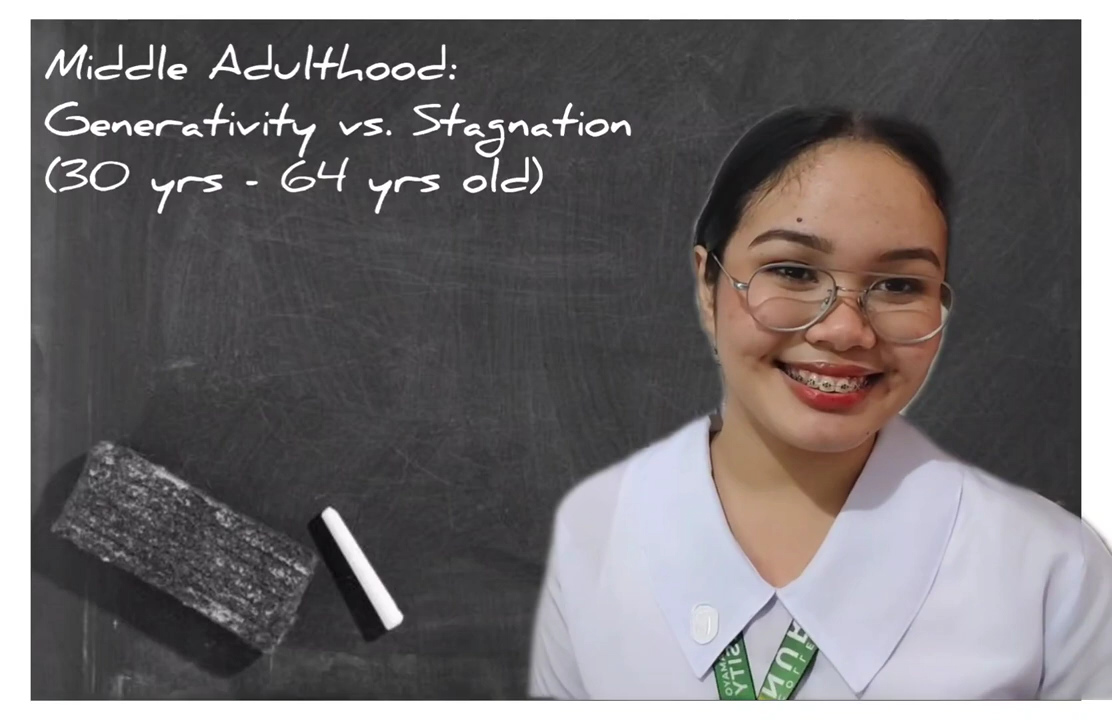 Middle Adulthood:
Generativity vs. Stagnation
(30 yrs - 64 yrs old)